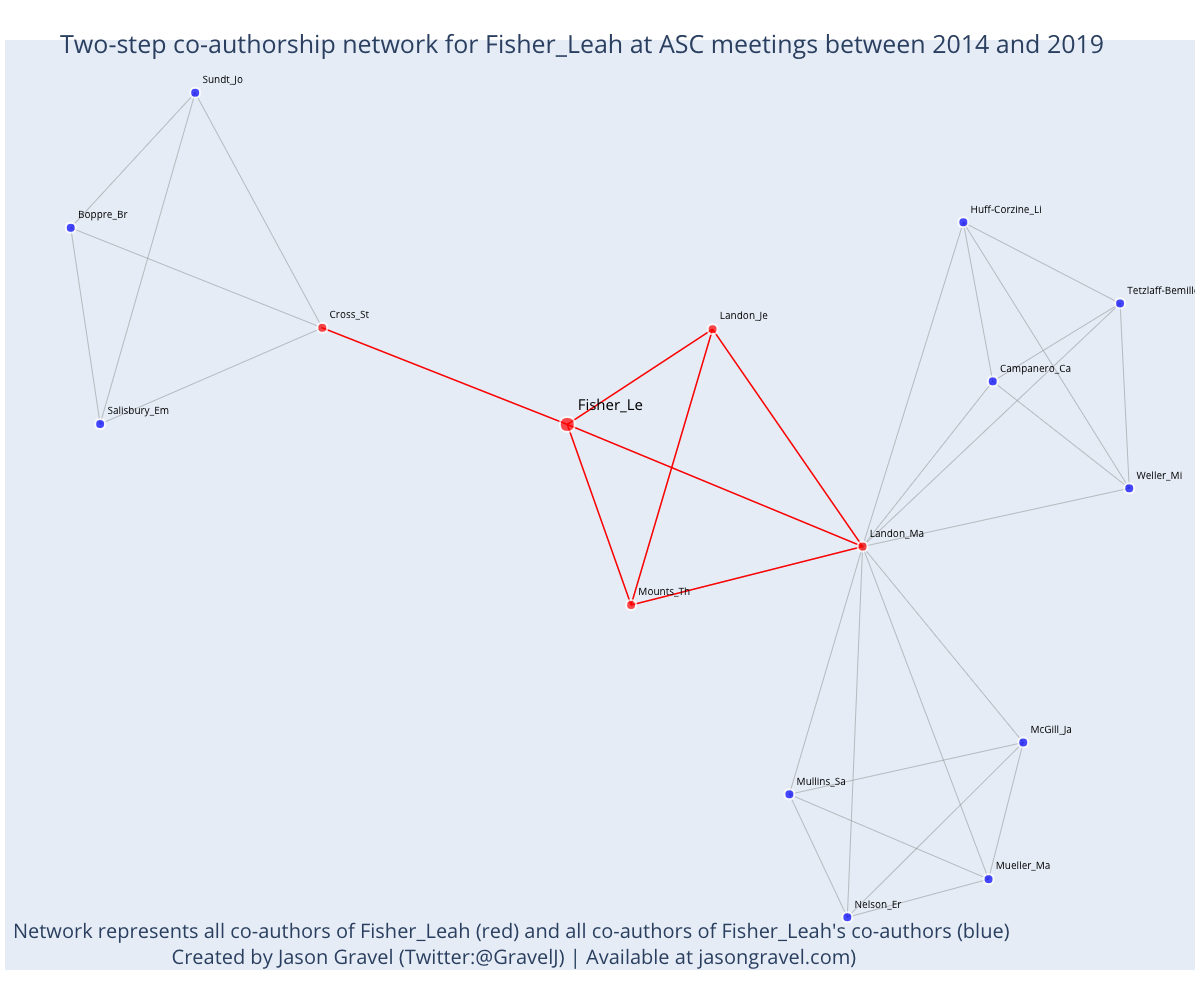 Two-step co-authorship network for Fisher_Leah at ASC meetings between 2014 and 2019
Sundt_Jo
Boppre_Br
Huff-Corzine_Li
Tetzlaff-Bemill
Cross_St
Landon_Je
Campanero_Ca
Fisher_Le
Salisbury_Em
Weller_Mi
Landon_Ma
Mounts_Th
McGill_Ja
Mullins_Sa
Mueller_Ma
Nelson_Er
Network represents all co-authors of Fisher_Leah (red) and all co-authors of Fisher_Leah's co-authors (blue)
Created by Jason Gravel (Twitter:@GravelJ) | Available at jasongravel.com)